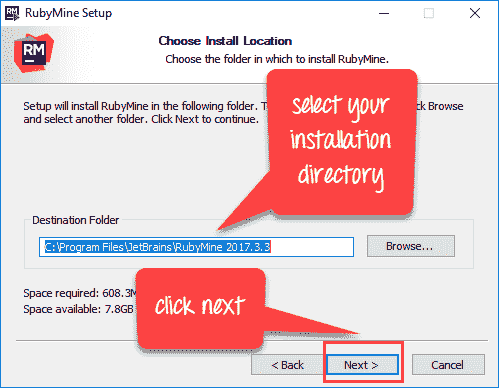 RM RubyMine Setup
RM
Choose Install Location
Choose the folder in which to install RubyMine.
Setup will install RubyMine in the following folder. ck Browse
and select another folder. Click Next to continue.
select your
installation
directory
Destination Folder
C:\Program Files\JetBrains\RubyMine 2017.3.3
Browse...
Space required: 608.3M
Space available: 7.8GB
click next
< Back
Next >
Cancel